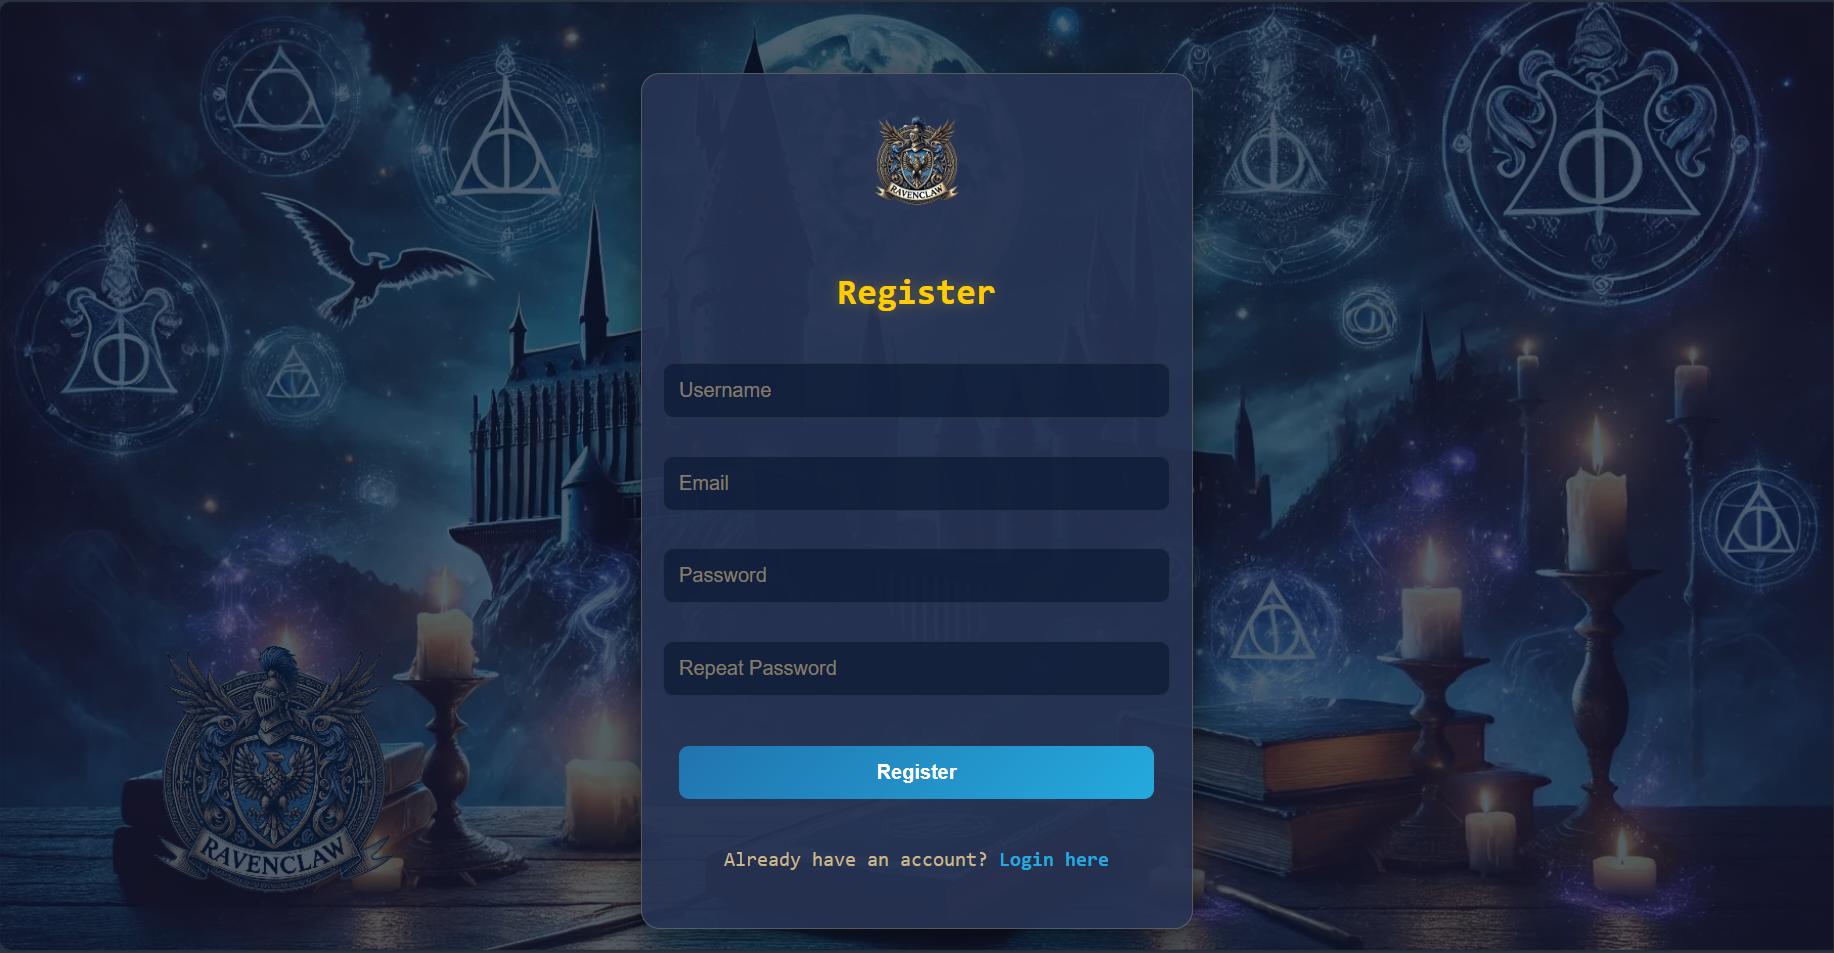 RAVENCLAW
Register
Username
Email
Password
Repeat Password
Register
Already have an account? Login here
RAVENCLAW